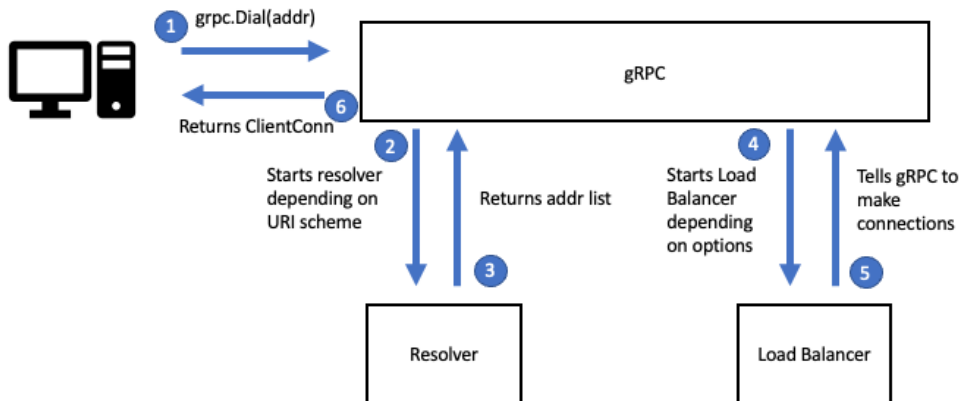 1
grpc.Dial(addr)
gRPC
6
Returns ClientConn
2
Starts resolver
depending on
URI scheme
Returns addr list
3
4
Starts Load
Balancer
depending
on options
Tells gRPC to
make
connections
5
Resolver
Load Balancer